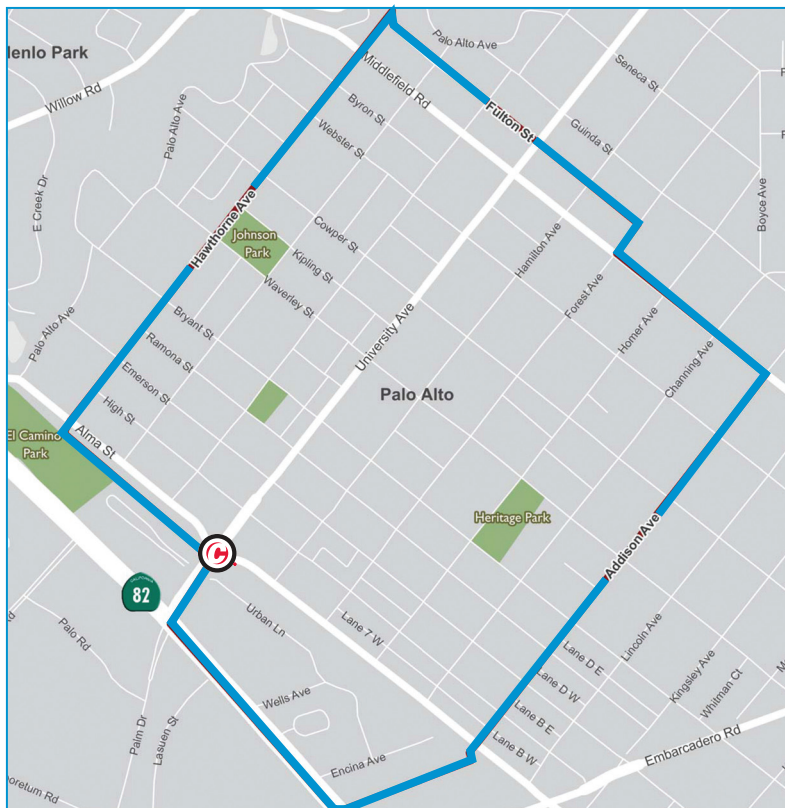 Palo Alto Ave
Seneca St
Menlo Park
Middlefield Rd
Willow Rd
Palo Alto Ave
Byron St
Fulton St
Guinda St
Webster St
E Creek Dr
Boyce Ave
Hawthorne Ave
Johnson
Park
Cowper St
Kipling St
Hamilton Ave
Waverley St
Forest Ave
Palo Alto Ave
Bryant St
University Ave
Homer Ave
Ramona St
Channing Ave
Emerson St
Palo Alto
High St
El Camino
Park
Alma St
Heritage Park
Addison Ave
C
CALIFORNIA
82
Urban Ln
Lane 7 W
Palo Rd
Lincoln Ave
Lane D E
Kingsley Ave
Whitman Ct
Lane D W
Wells Ave
Lane B E
Palm Dr
Lasuen St
Lane B W
Embarcadero Rd
Encina Ave
boretum Rd